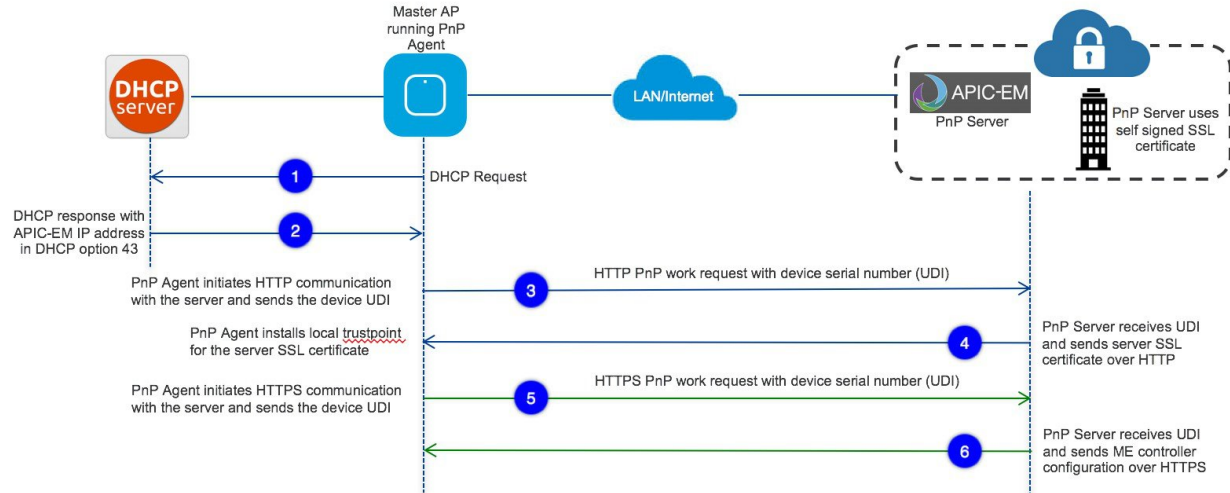 Master AP
running PnP
Agent
DHCP
server
LAN/Internet
APIC-EM
PnP Server
PnP Server uses
self signed SSL
certificate
1
DHCP Request
DHCP response with
APIC-EM IP address
in DHCP option 43
2
PnP Agent initiates HTTP communication
with the server and sends the device UDI
HTTP PnP work request with device serial number (UDI)
3
PnP Agent installs local trustpoint
for the server SSL certificate
4
PnP Server receives UDI
and sends server SSL
certificate over HTTP
PnP Agent initiates HTTPS communication
with the server and sends the device UDI
HTTPS PnP work request with device serial number (UDI)
5
6
PnP Server receives UDI
and sends ME controller
configuration over HTTPS